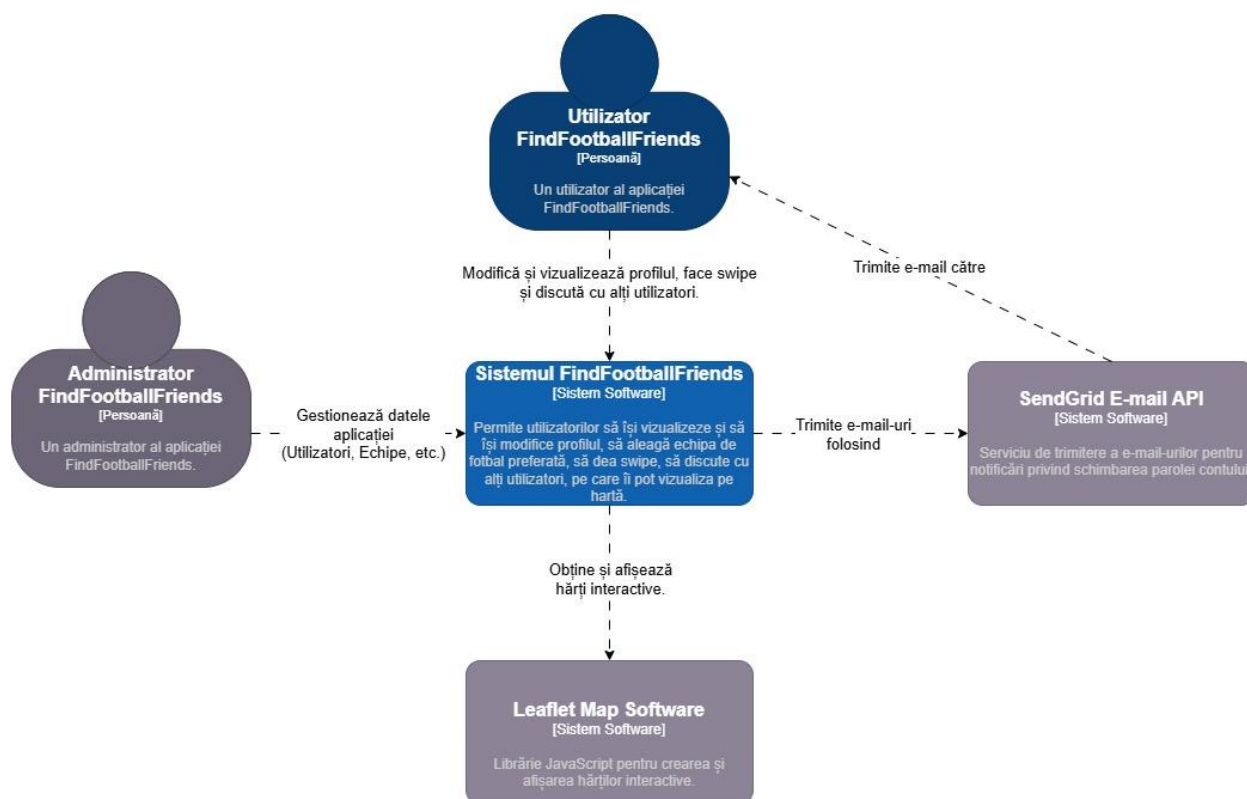 Utilizator
FindFootballFriends
[Persoană]
Un utilizator al aplicației
FindFootballFriends.
Modifică și vizualizează profilul, face swipe
și discută cu alți utilizatori.
Trimite e-mail către
Administrator
FindFootballFriends
[Persoană]
Un administrator al aplicației
FindFootballFriends.
Gestionează datele
aplicației
(Utilizatori, Echipe, etc.)
Sistemul FindFootballFriends
[Sistem Software]
Permite utilizatorilor să își vizualizeze și să
își modifice profilul, să aleagă echipa de
fotbal preferată, să dea swipe, să discute cu
alți utilizatori, pe care îi pot vizualiza pe
hartă.
Trimite e-mail-uri
folosind
SendGrid E-mail API
[Sistem Software]
Serviciu de trimitere a e-mail-urilor pentru
notificări privind schimbarea parolei contului
Obține și afișează
hărți interactive.
Leaflet Map Software
[Sistem Software]
Librărie JavaScript pentru crearea și
afișarea hărților interactive.